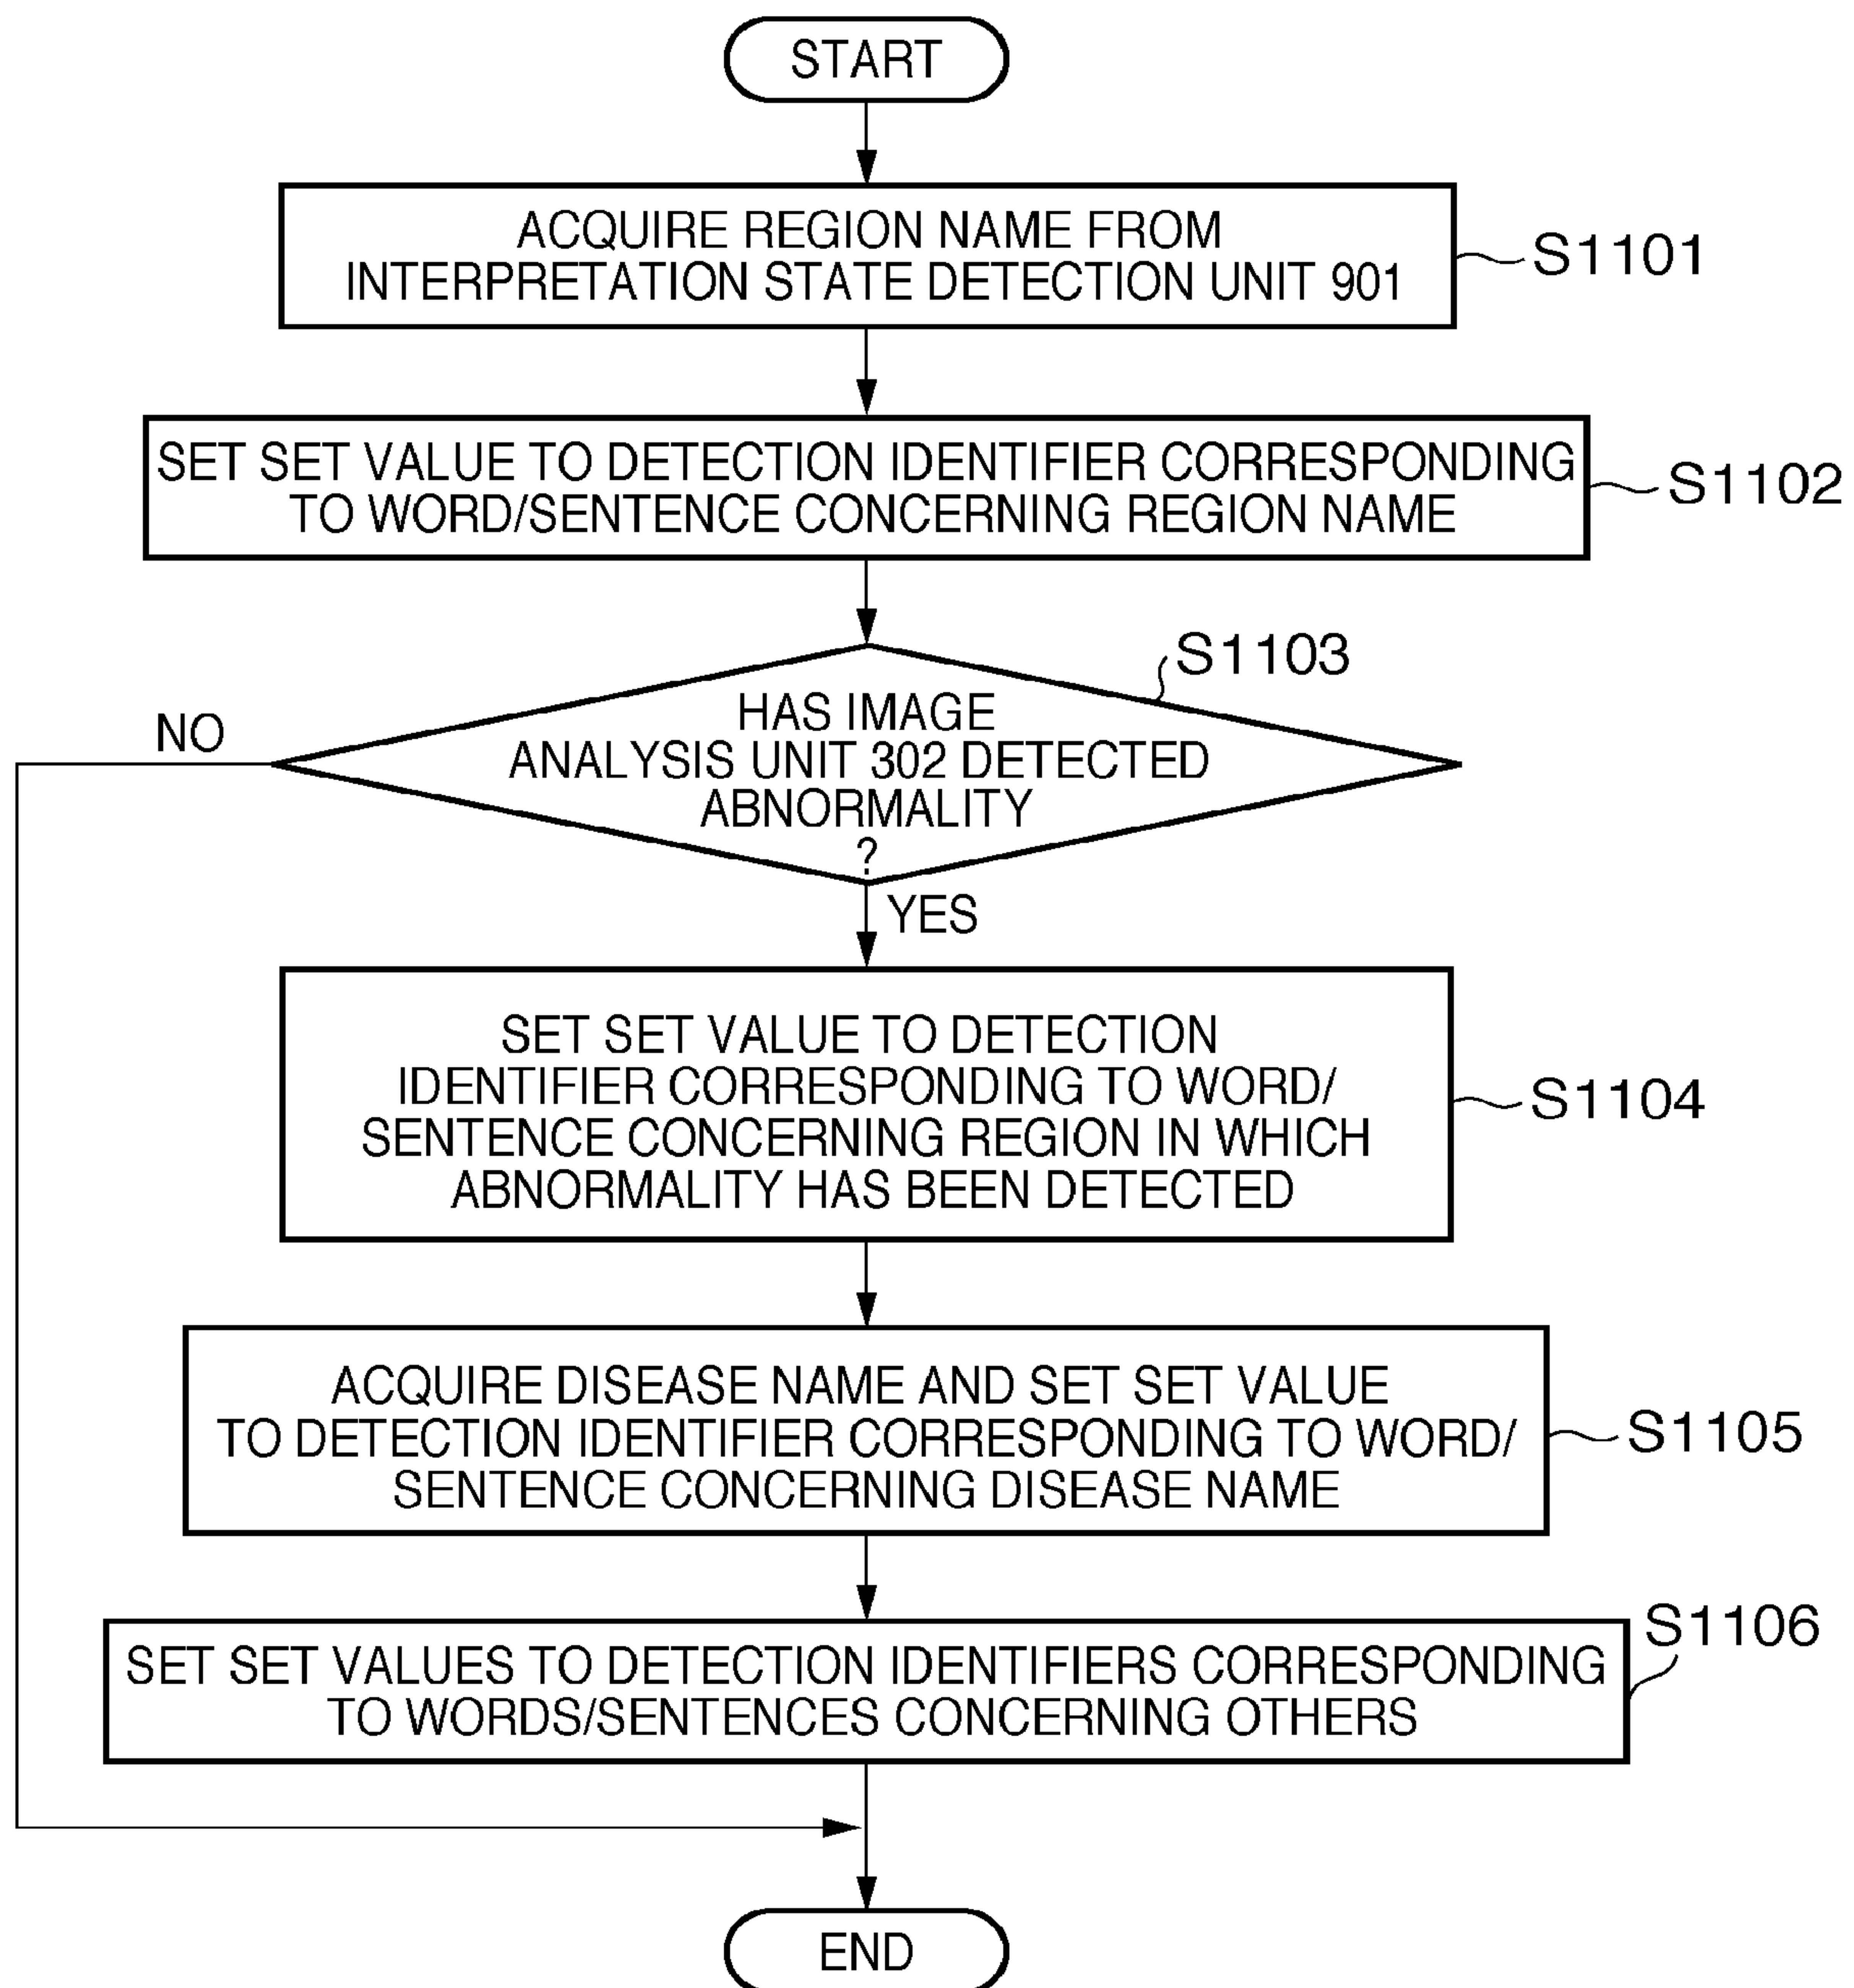 START
ACQUIRE REGION NAME FROM
INTERPRETATION STATE DETECTION UNIT 901
S1101
SET SET VALUE TO DETECTION IDENTIFIER CORRESPONDING
TO WORD/SENTENCE CONCERNING REGION NAME
S1102
S1103
HAS IMAGE
ANALYSIS UNIT 302 DETECTED
ABNORMALITY
?
NO
YES
SET SET VALUE TO DETECTION
IDENTIFIER CORRESPONDING TO WORD/
SENTENCE CONCERNING REGION IN WHICH
ABNORMALITY HAS BEEN DETECTED
S1104
ACQUIRE DISEASE NAME AND SET SET VALUE
TO DETECTION IDENTIFIER CORRESPONDING TO WORD/
SENTENCE CONCERNING DISEASE NAME
S1105
SET SET VALUES TO DETECTION IDENTIFIERS CORRESPONDING
TO WORDS/SENTENCES CONCERNING OTHERS
S1106
END